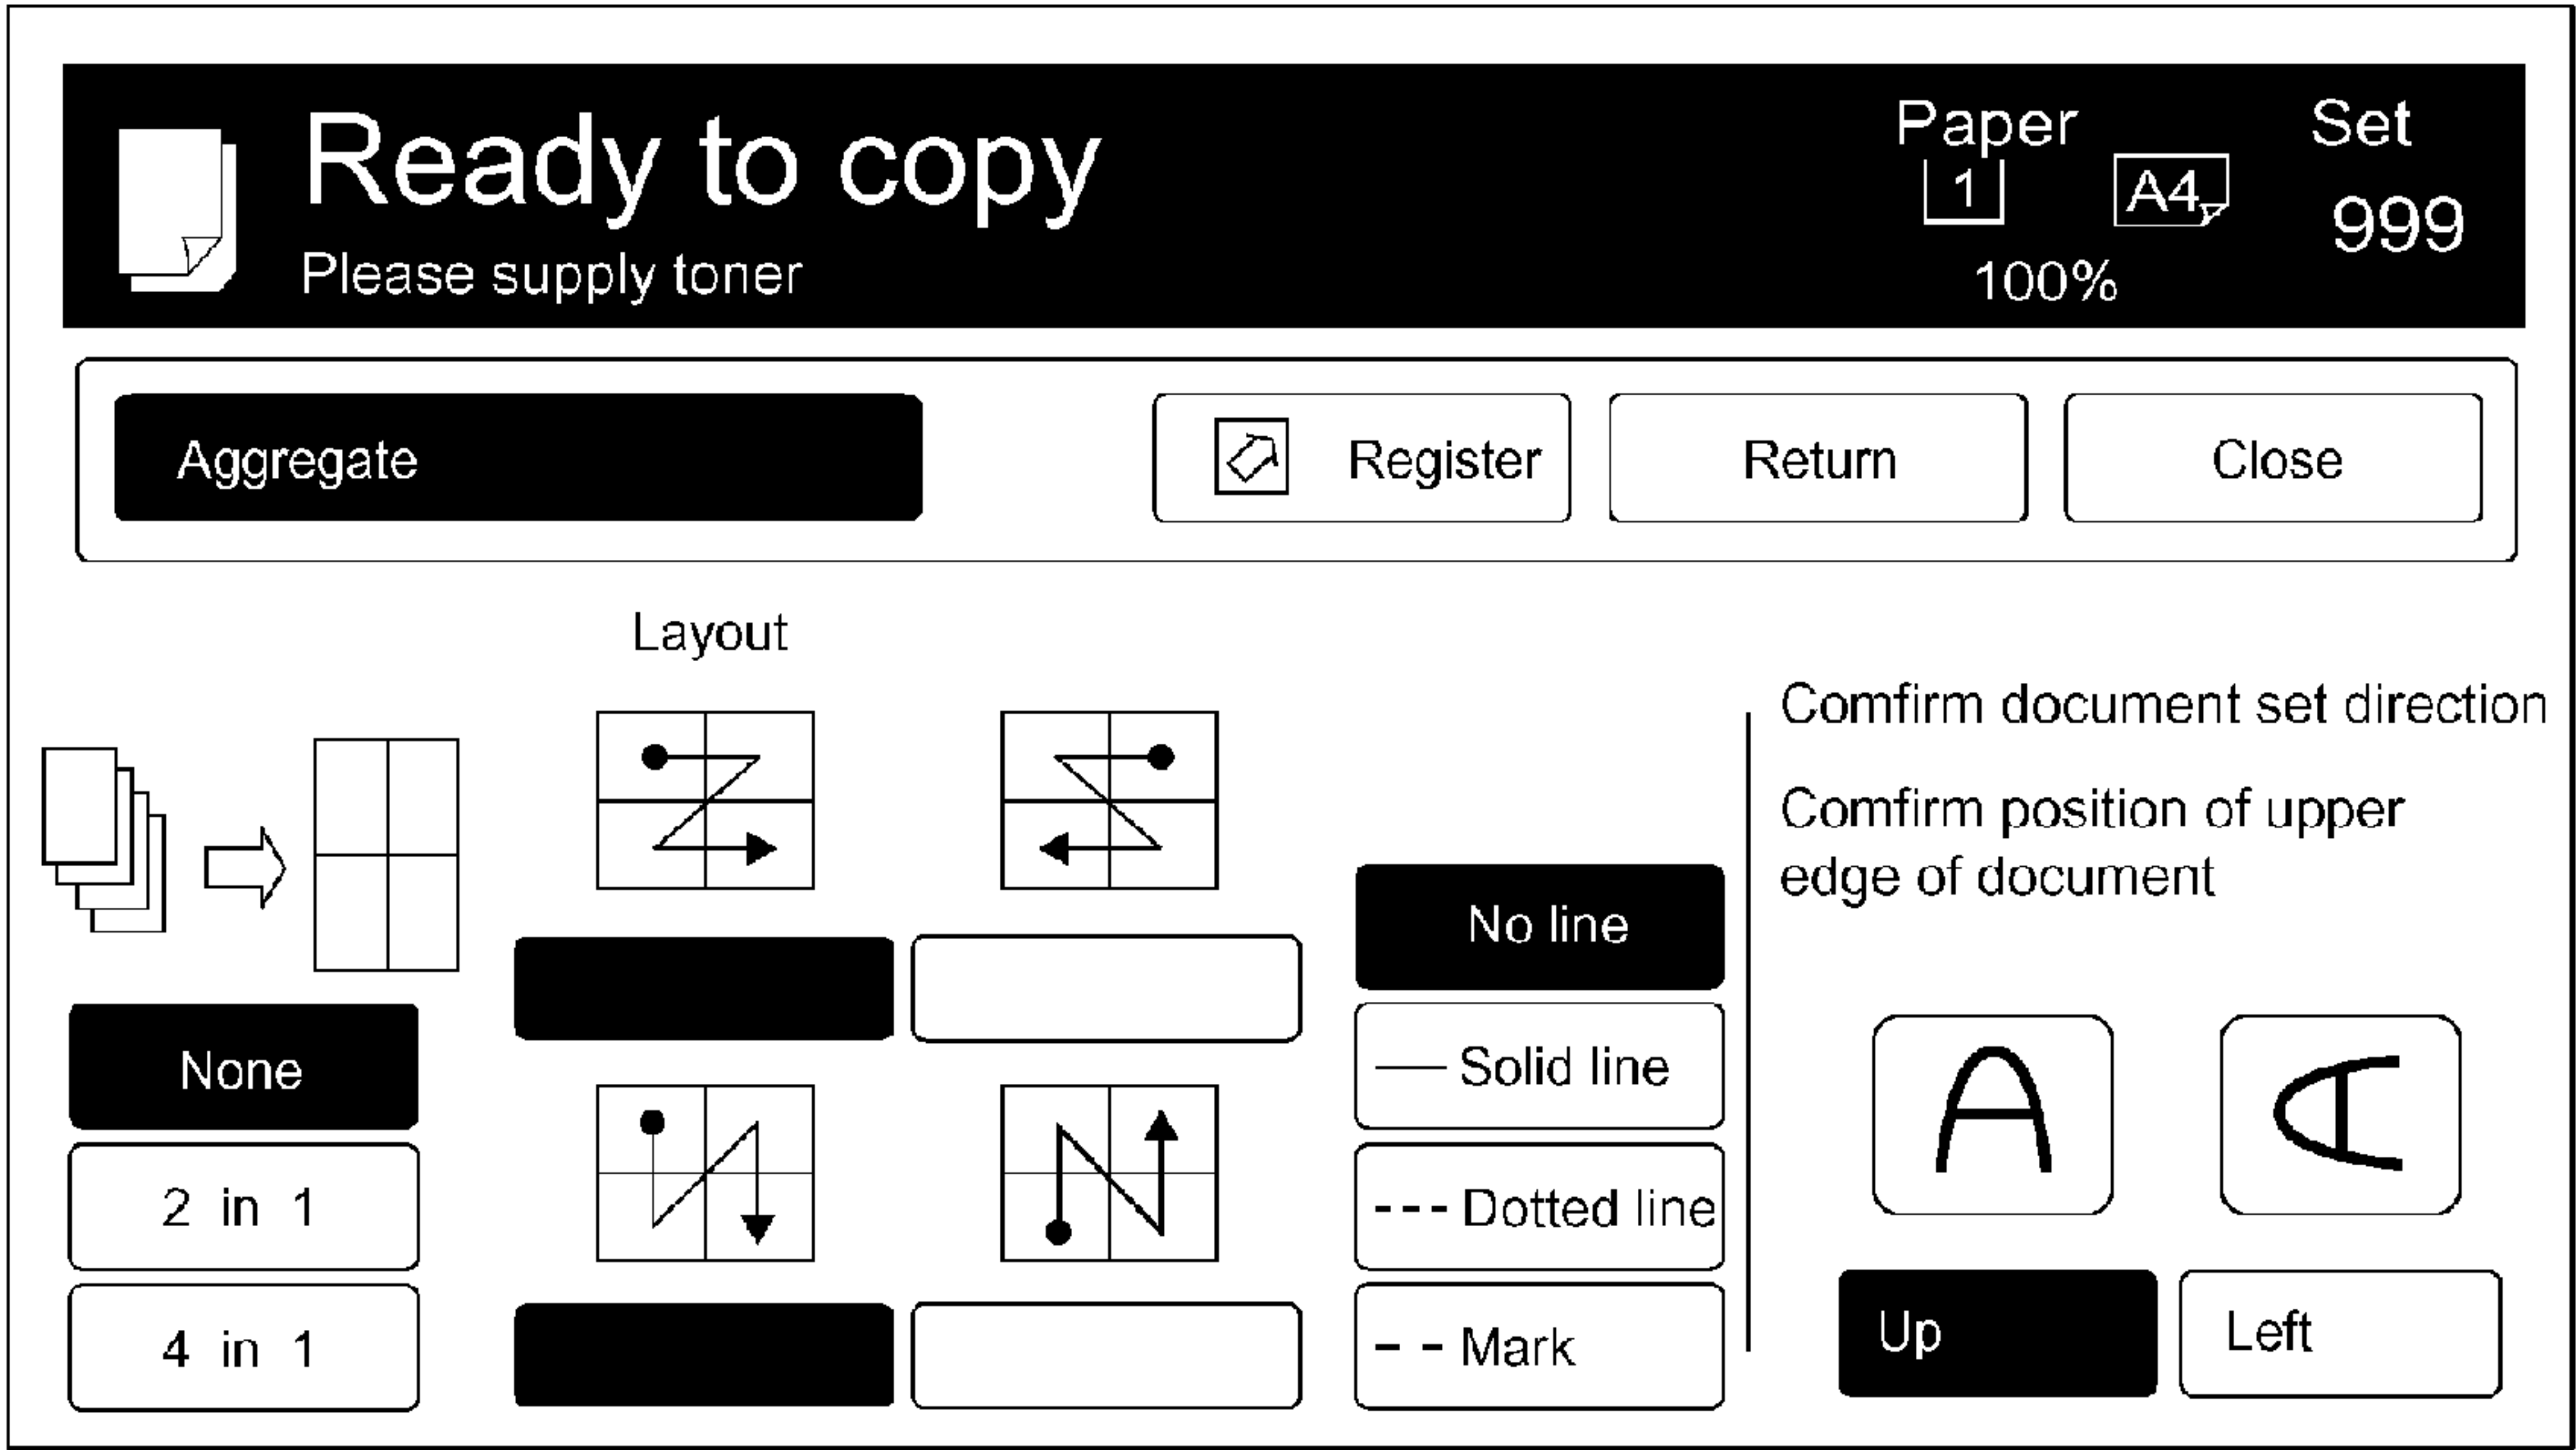 Ready to copy
Please supply toner
Paper
Set
1
A4
999
100%
Aggregate
Register
Return
Close
Layout
None
2 in 1
4 in 1
No line
Solid line
Dotted line
Mark
Comfirm document set direction
Comfirm position of upper
edge of document
A
A
Up
Left